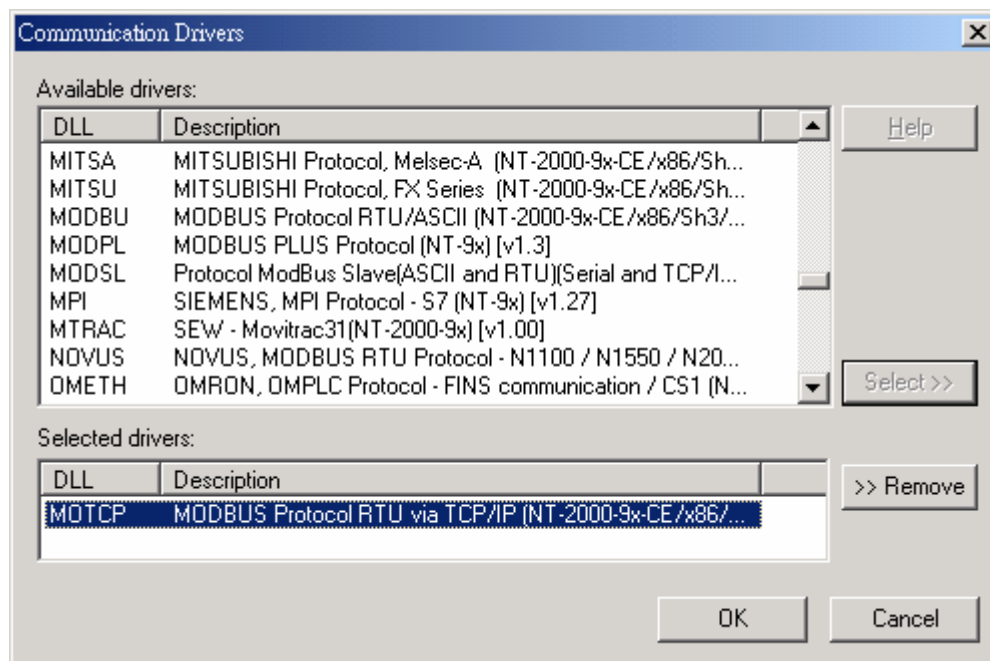 Communication Drivers
Available drivers:
DLL Description
MITSA MITSUBISHI Protocol, Melsec-A (NT-2000-9x-CE/x86/Sh...
MITSU MITSUBISHI Protocol, FX Series (NT-2000-9x-CE/x86/Sh...
MODBU MODBUS Protocol RTU/ASCII (NT-2000-9x-CE/x86/Sh3/...
MODPL MODBUS PLUS Protocol (NT-9x) [v1.3]
MODSL Protocol ModBus Slave(ASCII and RTU)(Serial and TCP/I...
MPI SIEMENS, MPI Protocol - S7 (NT-9x) [v1.27]
MTRAC SEW - Movitrac31(NT-2000-9x) [v1.00]
NOVUS NOVUS, MODBUS RTU Protocol - N1100 / N1550 / N20...
OMETH OMRON, OMPLC Protocol - FINS communication / CS1 (N...
Help
Select >>
Selected drivers:
DLL Description
MOTCP MODBUS Protocol RTU via TCP/IP (NT-2000-9x-CE/x86/...
>> Remove
OK Cancel